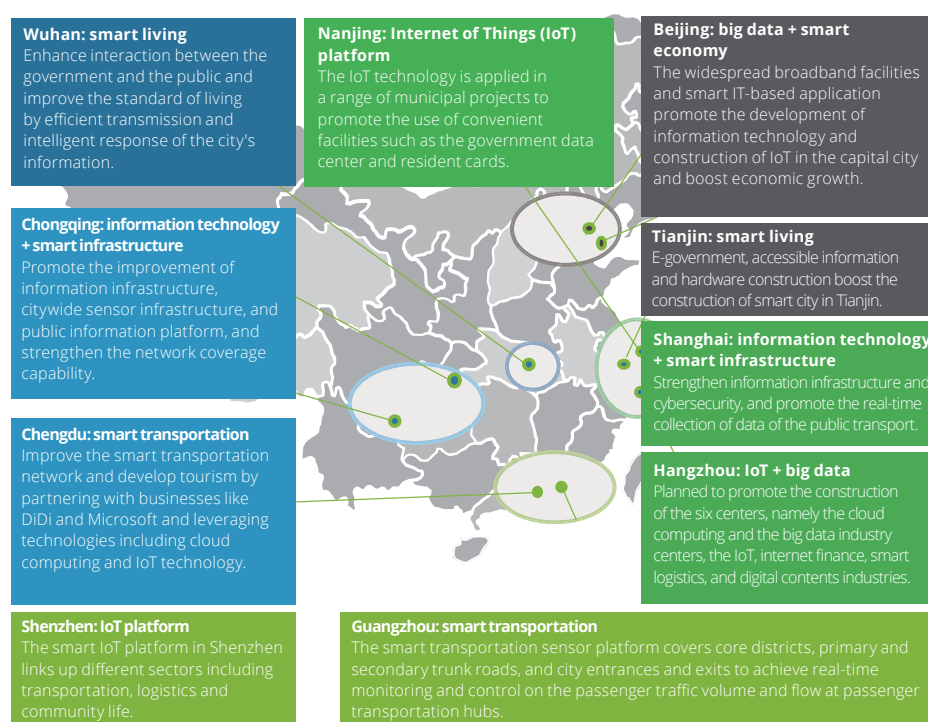 Wuhan: smart living
Enhance interaction between the
government and the public and
improve the standard of living
by efficient transmission and
intelligent response of the city's
information.
Nanjing: Internet of Things (IoT)
platform
The IoT technology is applied in
a range of municipal projects to
promote the use of convenient
facilities such as the government data
center and resident cards.
Beijing: big data + smart
economy
The widespread broadband facilities
and smart IT-based application
promote the development of
information technology and
construction of IoT in the capital city
and boost economic growth.
Chongqing: information technology
+ smart infrastructure
Promote the improvement of
information infrastructure,
citywide sensor infrastructure, and
public information platform, and
strengthen the network coverage
capability.
Tianjin: smart living
E-government, accessible information
and hardware construction boost the
construction of smart city in Tianjin.
Shanghai: information technology
+ smart infrastructure
Strengthen information infrastructure and
cybersecurity, and promote the real-time
collection of data of the public transport.
Chengdu: smart transportation
Improve the smart transportation
network and develop tourism by
partnering with businesses like
DiDi and Microsoft and leveraging
technologies including cloud
computing and IoT technology.
Hangzhou: IoT + big data
Planned to promote the construction
of the six centers, namely the cloud
computing and the big data industry
centers, the IoT, internet finance, smart
logistics, and digital contents industries.
Shenzhen: IoT platform
The smart IoT platform in Shenzhen
links up different sectors including
transportation, logistics and
community life.
Guangzhou: smart transportation
The smart transportation sensor platform covers core districts, primary and
secondary trunk roads, and city entrances and exits to achieve real-time
monitoring and control on the passenger traffic volume and flow at passenger
transportation hubs.